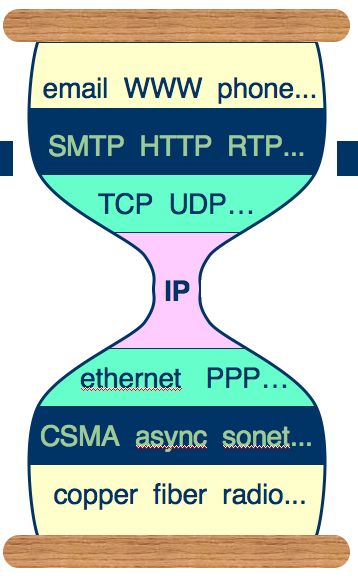 email WWW phone...
SMTP HTTP RTP...
TCP UDP...
IP
ethernet PPP...
CSMA async sonet...
copper fiber radio...